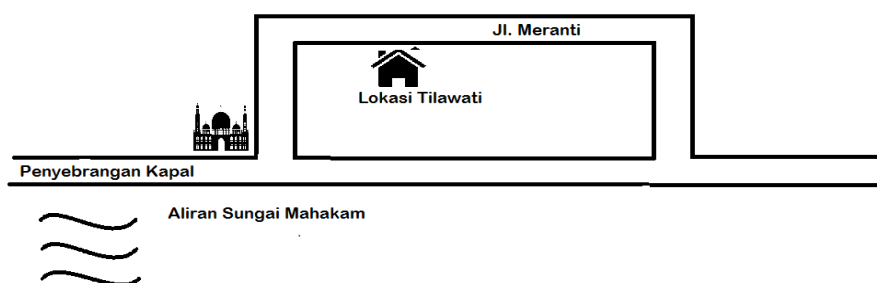 Jl. Meranti
Lokasi Tilawati
Penyebrangan Kapal
Aliran Sungai Mahakam